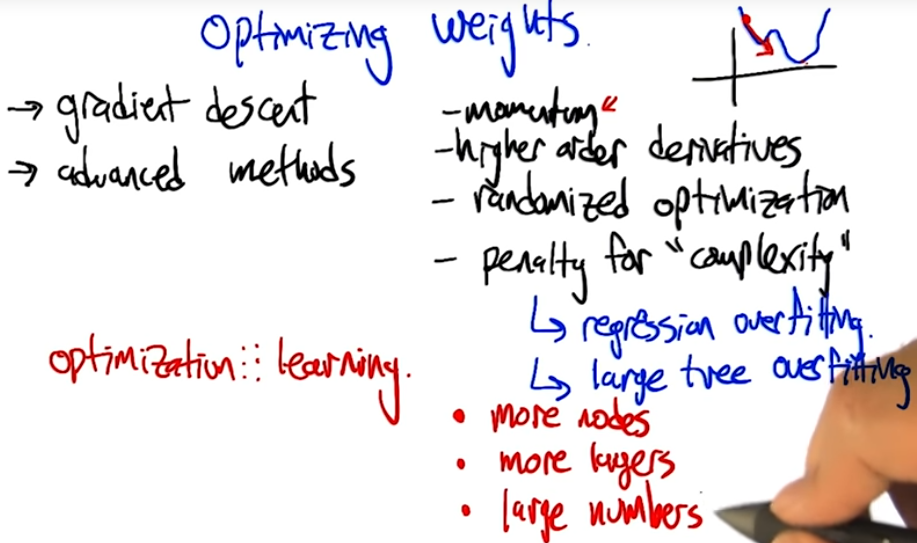 Optimizing weights.
→ gradient descent
→ advanced methods
- momentum
- higher order derivatives
- randomized optimization
- penalty for "complexity"
↳ regression overfitting.
↳ large tree overfitting
optimization:: learning.
• more nodes
• more layers
• large numbers